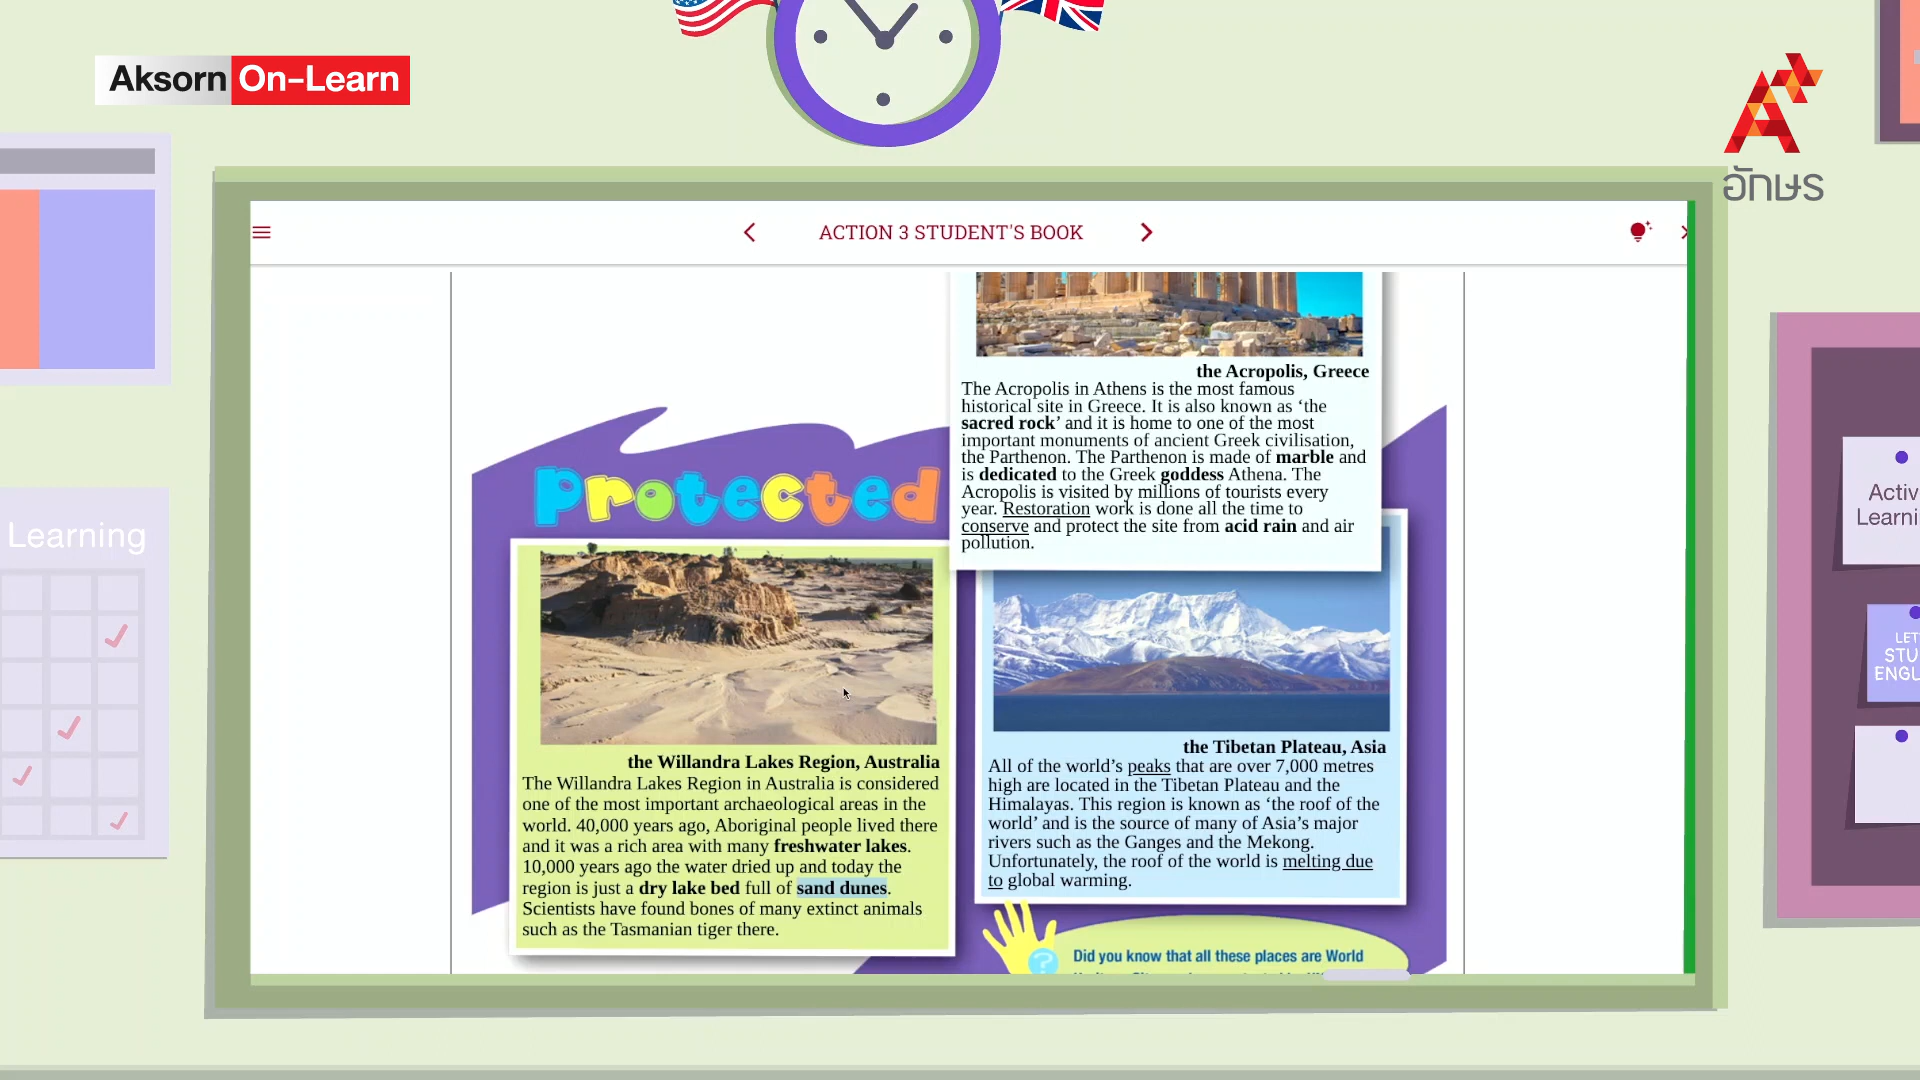 Aksorn On-Learn
อักษร
ACTION 3 STUDENT'S BOOK
the Acropolis, Greece
The Acropolis in Athens is the most famous
historical site in Greece. It is also known as ‘the
sacred rock’ and it is home to one of the most
important monuments of ancient Greek civilisation,
the Parthenon. The Parthenon is made of marble and
is dedicated to the Greek goddess Athena. The
Acropolis is visited by millions of tourists every
year. Restoration work is done all the time to
conserve and protect the site from acid rain and air
pollution.
Protected
the Willandra Lakes Region, Australia
The Willandra Lakes Region in Australia is considered
one of the most important archaeological areas in the
world. 40,000 years ago, Aboriginal people lived there
and it was a rich area with many freshwater lakes.
10,000 years ago the water dried up and today the
region is just a dry lake bed full of sand dunes.
Scientists have found bones of many extinct animals
such as the Tasmanian tiger there.
the Tibetan Plateau, Asia
All of the world’s peaks that are over 7,000 metres
high are located in the Tibetan Plateau and the
Himalayas. This region is known as ‘the roof of the
world’ and is the source of many of Asia’s major
rivers such as the Ganges and the Mekong.
Unfortunately, the roof of the world is melting due
to global warming.
?
Did you know that all these places are World
Learning
Activ
Learni
LET
STU
ENGL